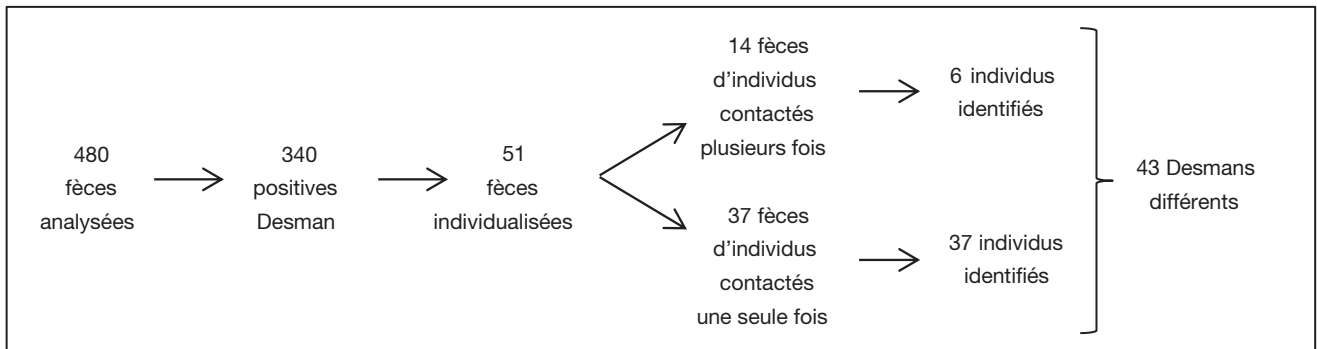 480
fèces
analysées
340
positives
Desman
51
fèces
individualisées
14 fèces
d’individus
contactés
plusieurs fois
6 individus
identifiés
37 fèces
d’individus
contactés
une seule fois
37 individus
identifiés
43 Desmans
différents